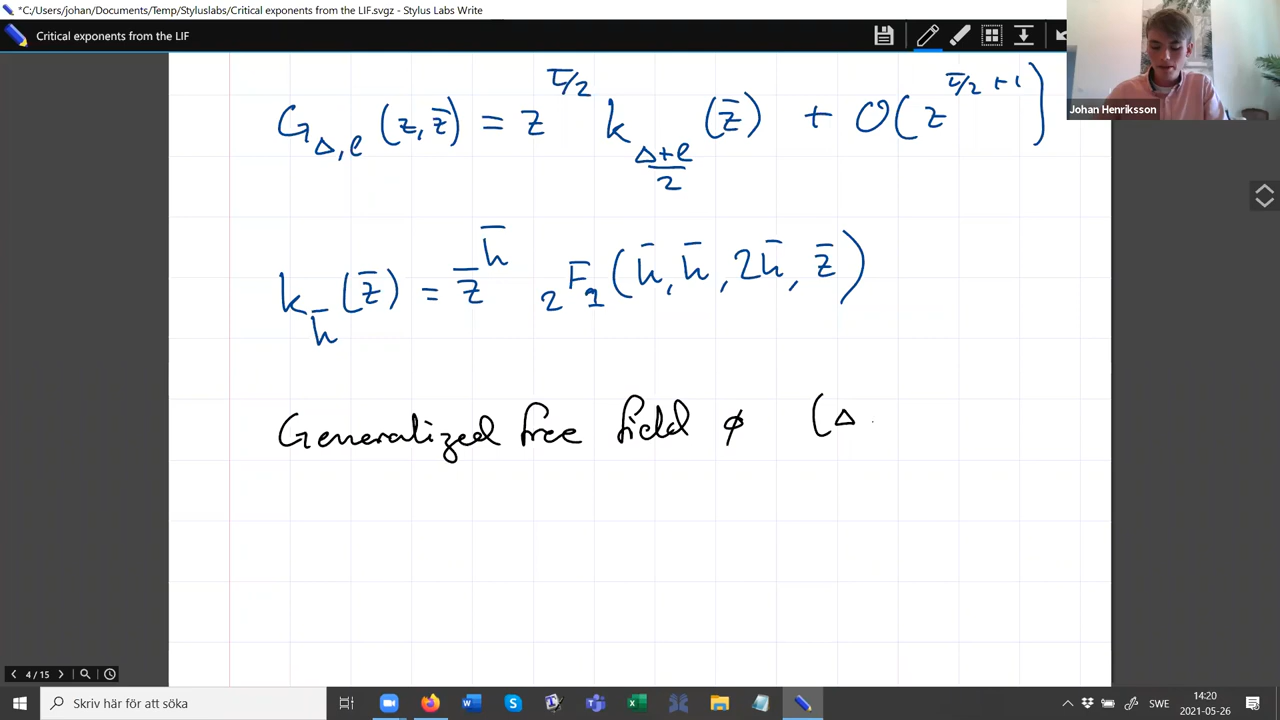 *C:/Users/johan/Documents/Temp/Styluslabs/Critical exponents from the LIF.svgz - Stylus Labs Write
Critical exponents from the LIF
Johan Henriksson
G_{Δ,ℓ} (z, z̄) = z^{τ/2} k_{(Δ+ℓ)/2} (z̄) + O(z^{τ/2 + 1})
k_{h̄} (z̄) = z̄^{h̄} ₂F₁ (h̄, h̄, 2h̄, z̄)
Generalized free field ϕ (Δ
4 / 15
Skriv här för att söka
SWE
14:20
2021-05-26